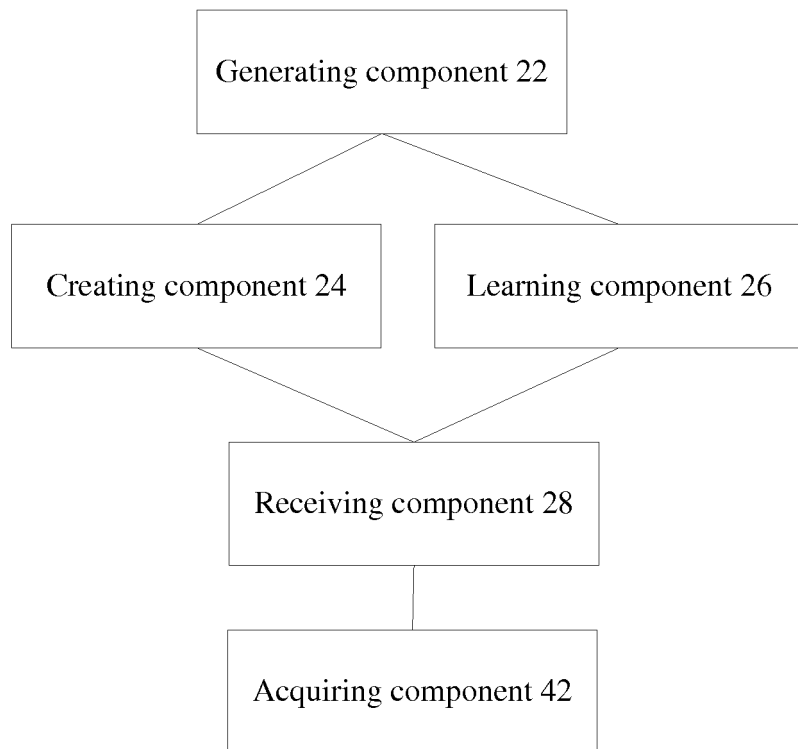 Generating component 22
Creating component 24
Learning component 26
Receiving component 28
Acquiring component 42